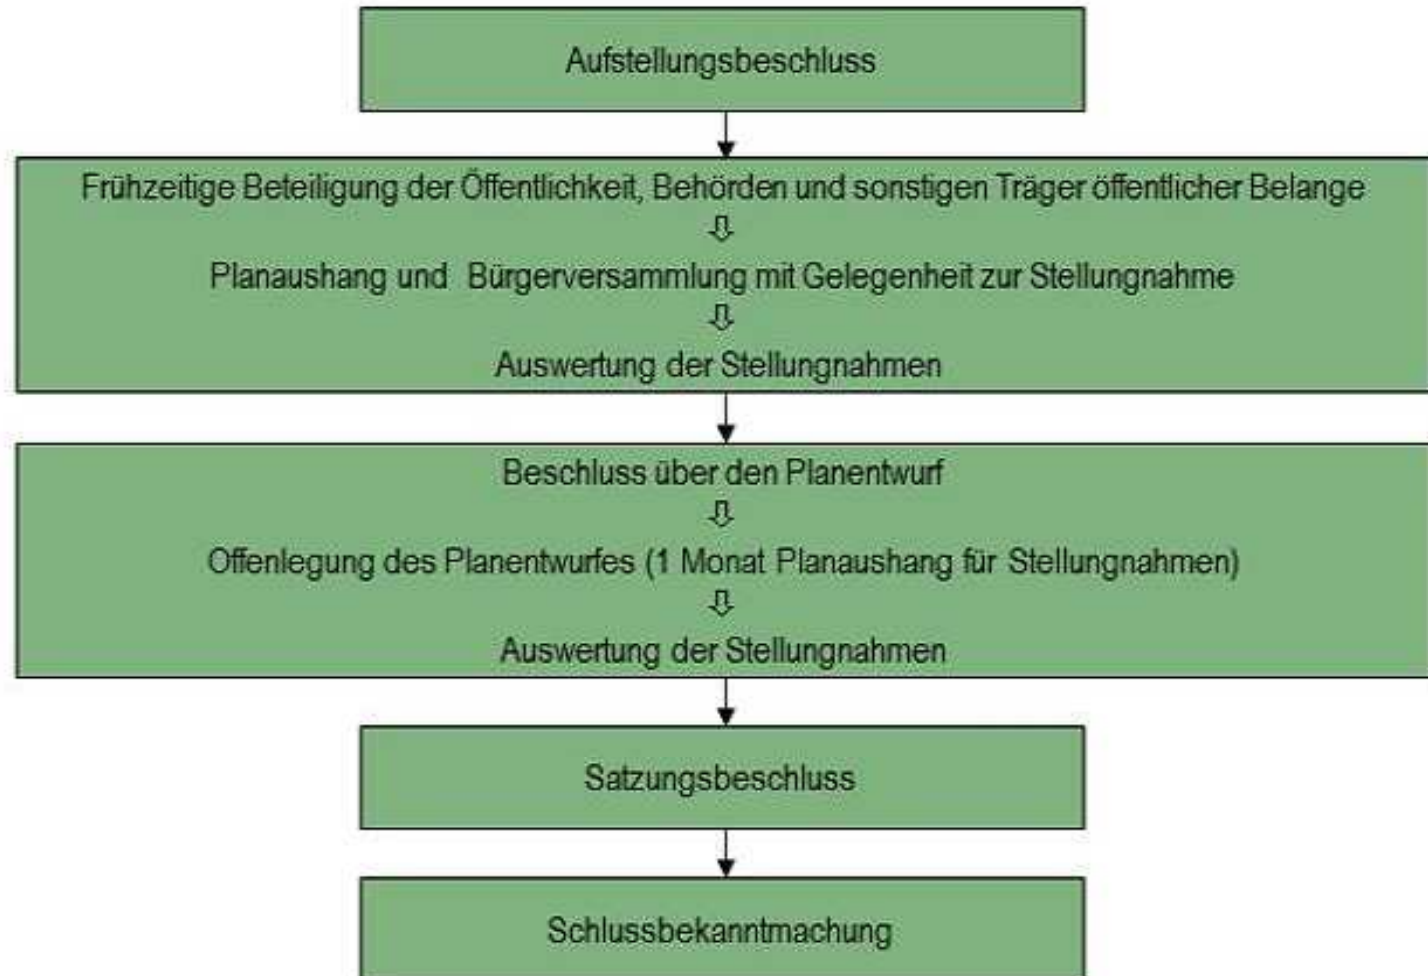 Aufstellungsbeschluss
Frühzeitige Beteiligung der Öffentlichkeit, Behörden und sonstigen Träger öffentlicher Belange
Planaushang und Bürgerversammlung mit Gelegenheit zur Stellungnahme
Auswertung der Stellungnahmen
Beschluss über den Planentwurf
Offenlegung des Planentwurfes (1 Monat Planaushang für Stellungnahmen)
Auswertung der Stellungnahmen
Satzungsbeschluss
Schlussbekanntmachung